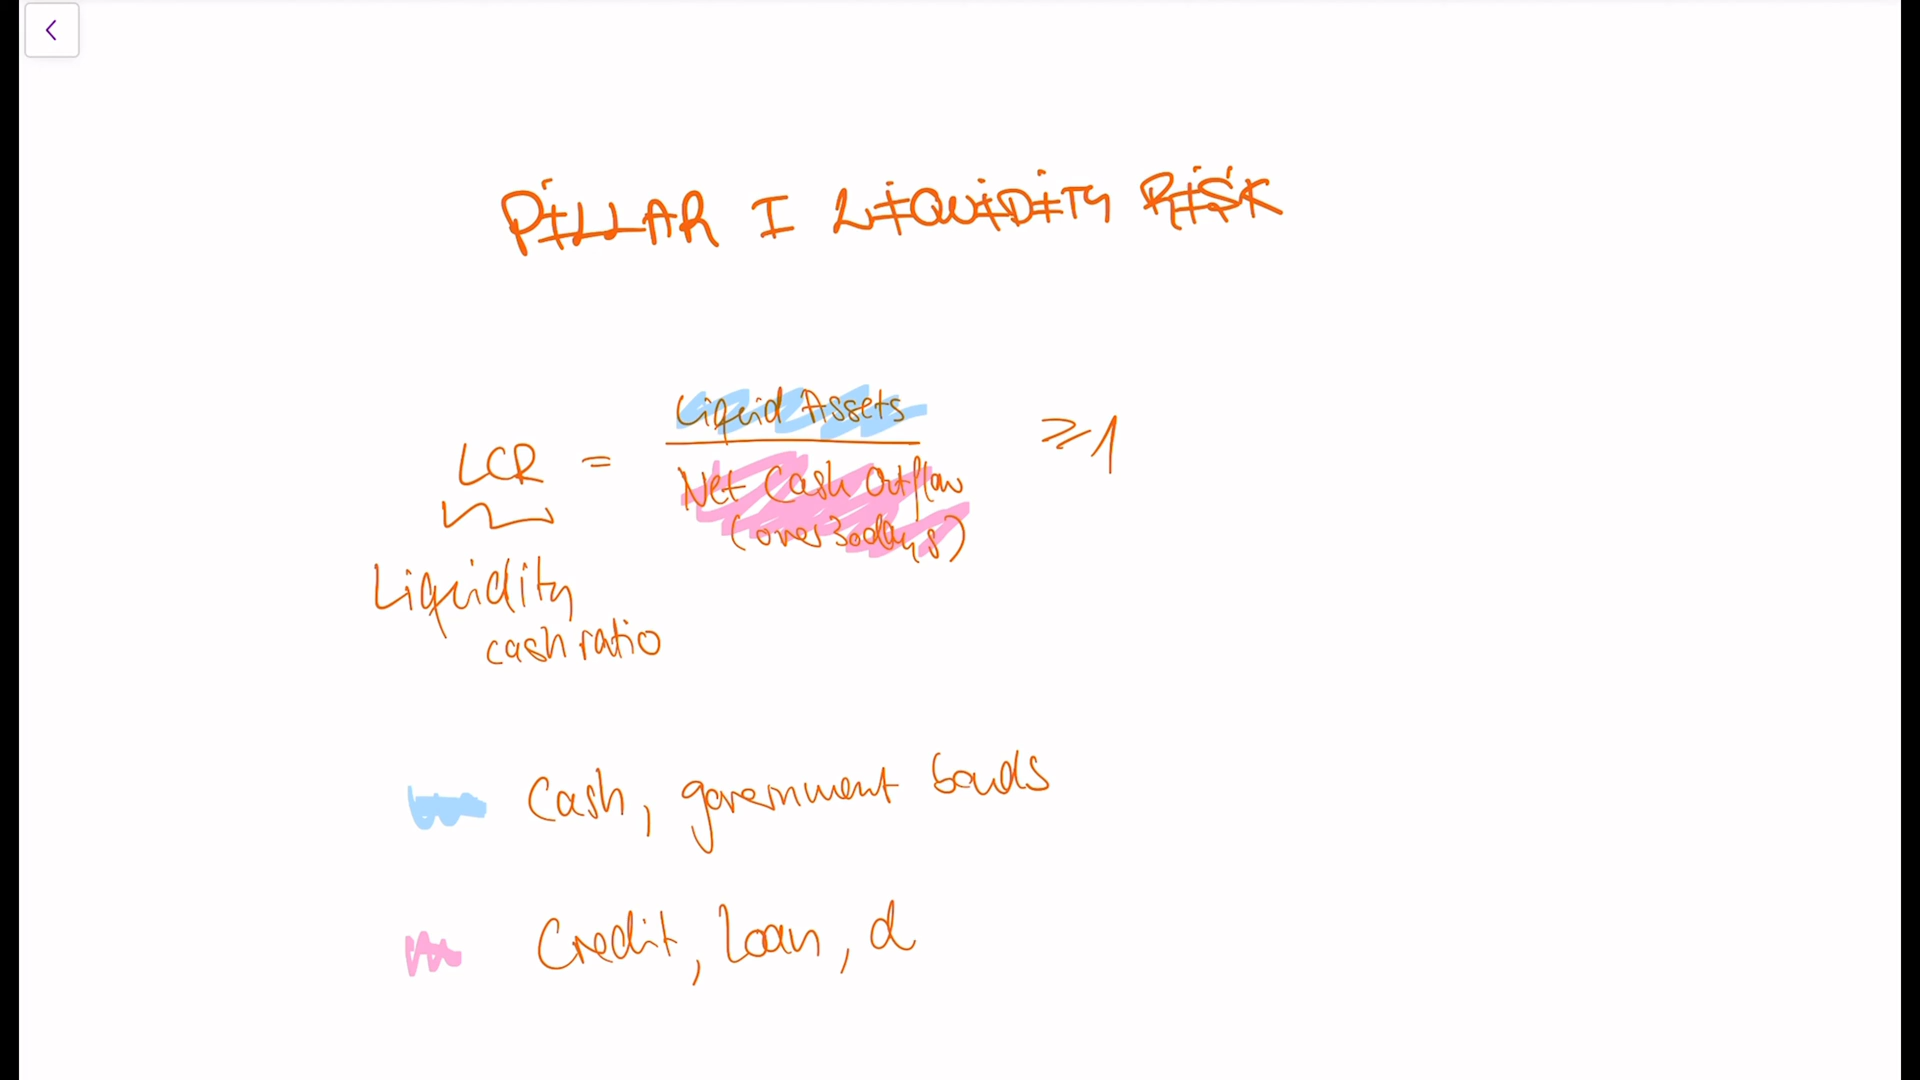 PILLAR I LIQUIDITY RISK
LCR = Liquid Assets / Net Cash Outflow (over 30 days) ≥ 1
Liquidity
cash ratio
Cash, government bonds
Credit, Loan, d